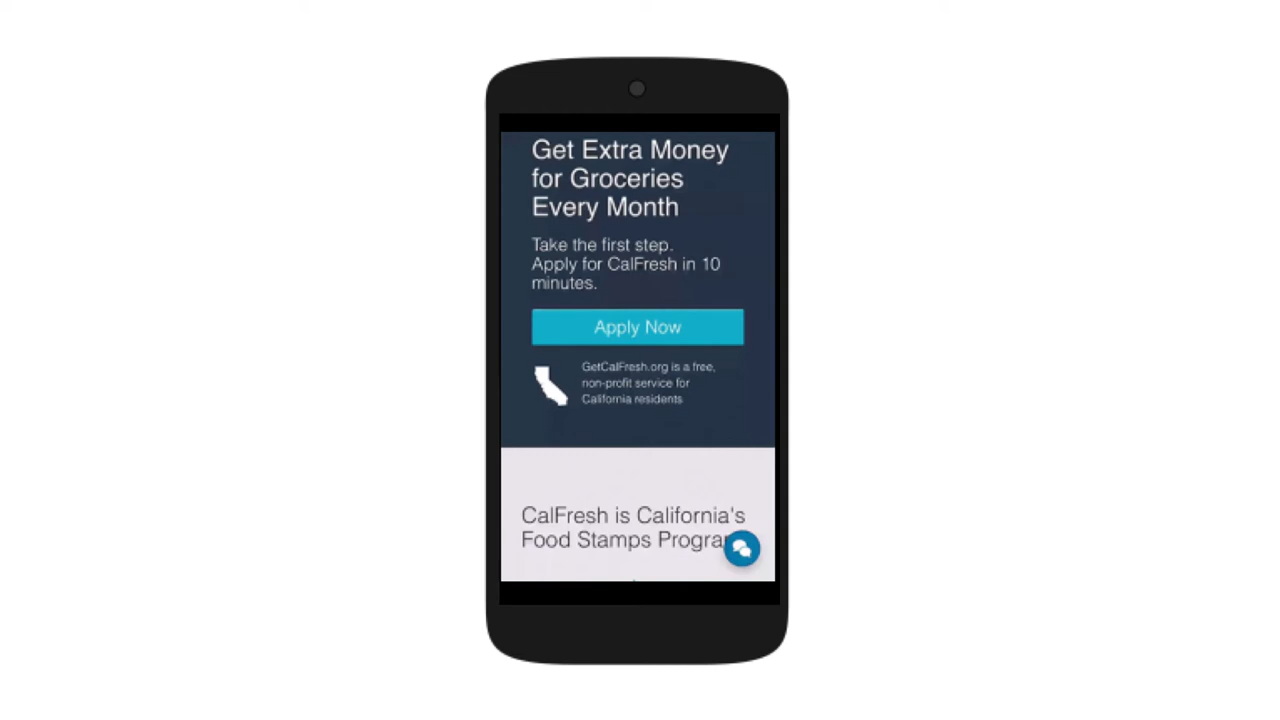 Get Extra Money
for Groceries
Every Month
Take the first step.
Apply for CalFresh in 10
minutes.
Apply Now
GetCalFresh.org is a free,
non-profit service for
California residents
CalFresh is California's
Food Stamps Progra